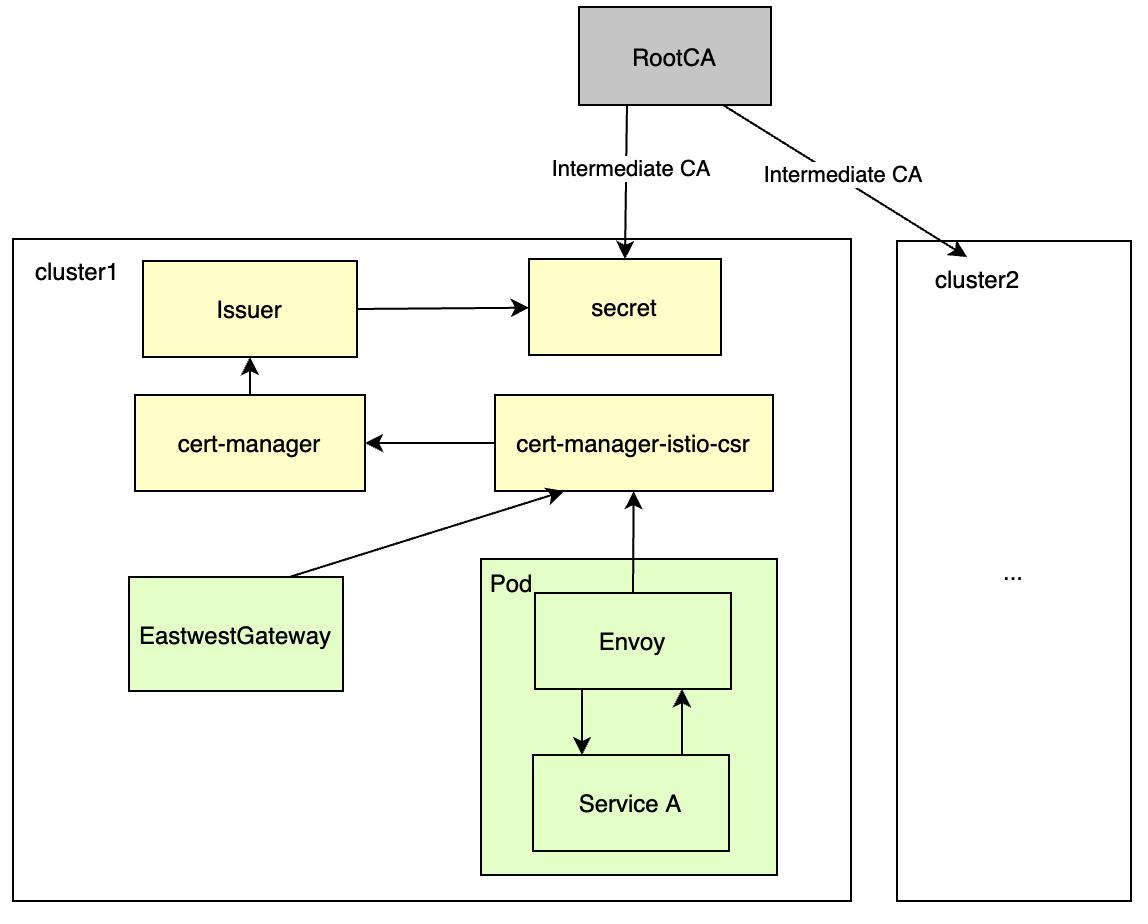 RootCA
Intermediate CA
Intermediate CA
cluster1
Issuer
secret
cluster2
cert-manager
cert-manager-istio-csr
Pod
EastwestGateway
Envoy
...
Service A